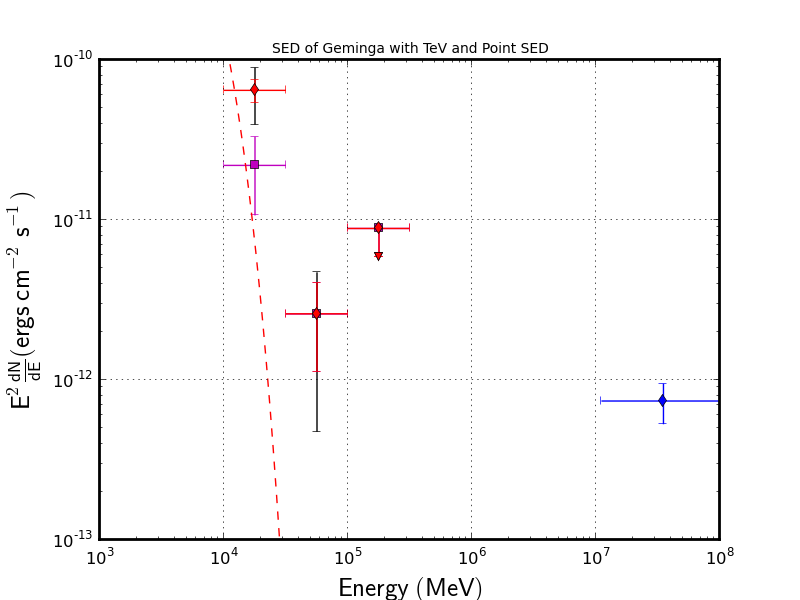 SED of Geminga with TeV and Point SED
10^-10
10^-11
10^-12
10^-13
E^2 dN/dE (ergs cm^-2 s^-1)
10^3 10^4 10^5 10^6 10^7 10^8
Energy (MeV)